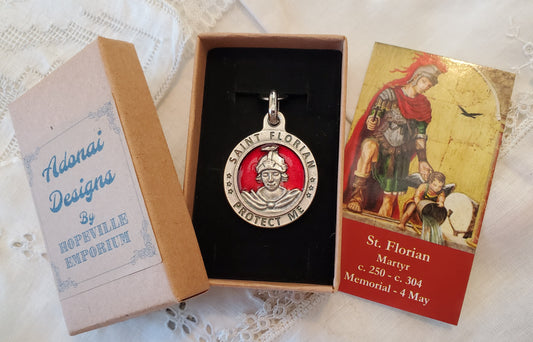 Adonai
Designs
By
HOPEVILLE
EMPORIUM
SAINT FLORIAN
PROTECT ME
St. Florian
Martyr
c. 250 - c. 304
Memorial - 4 May